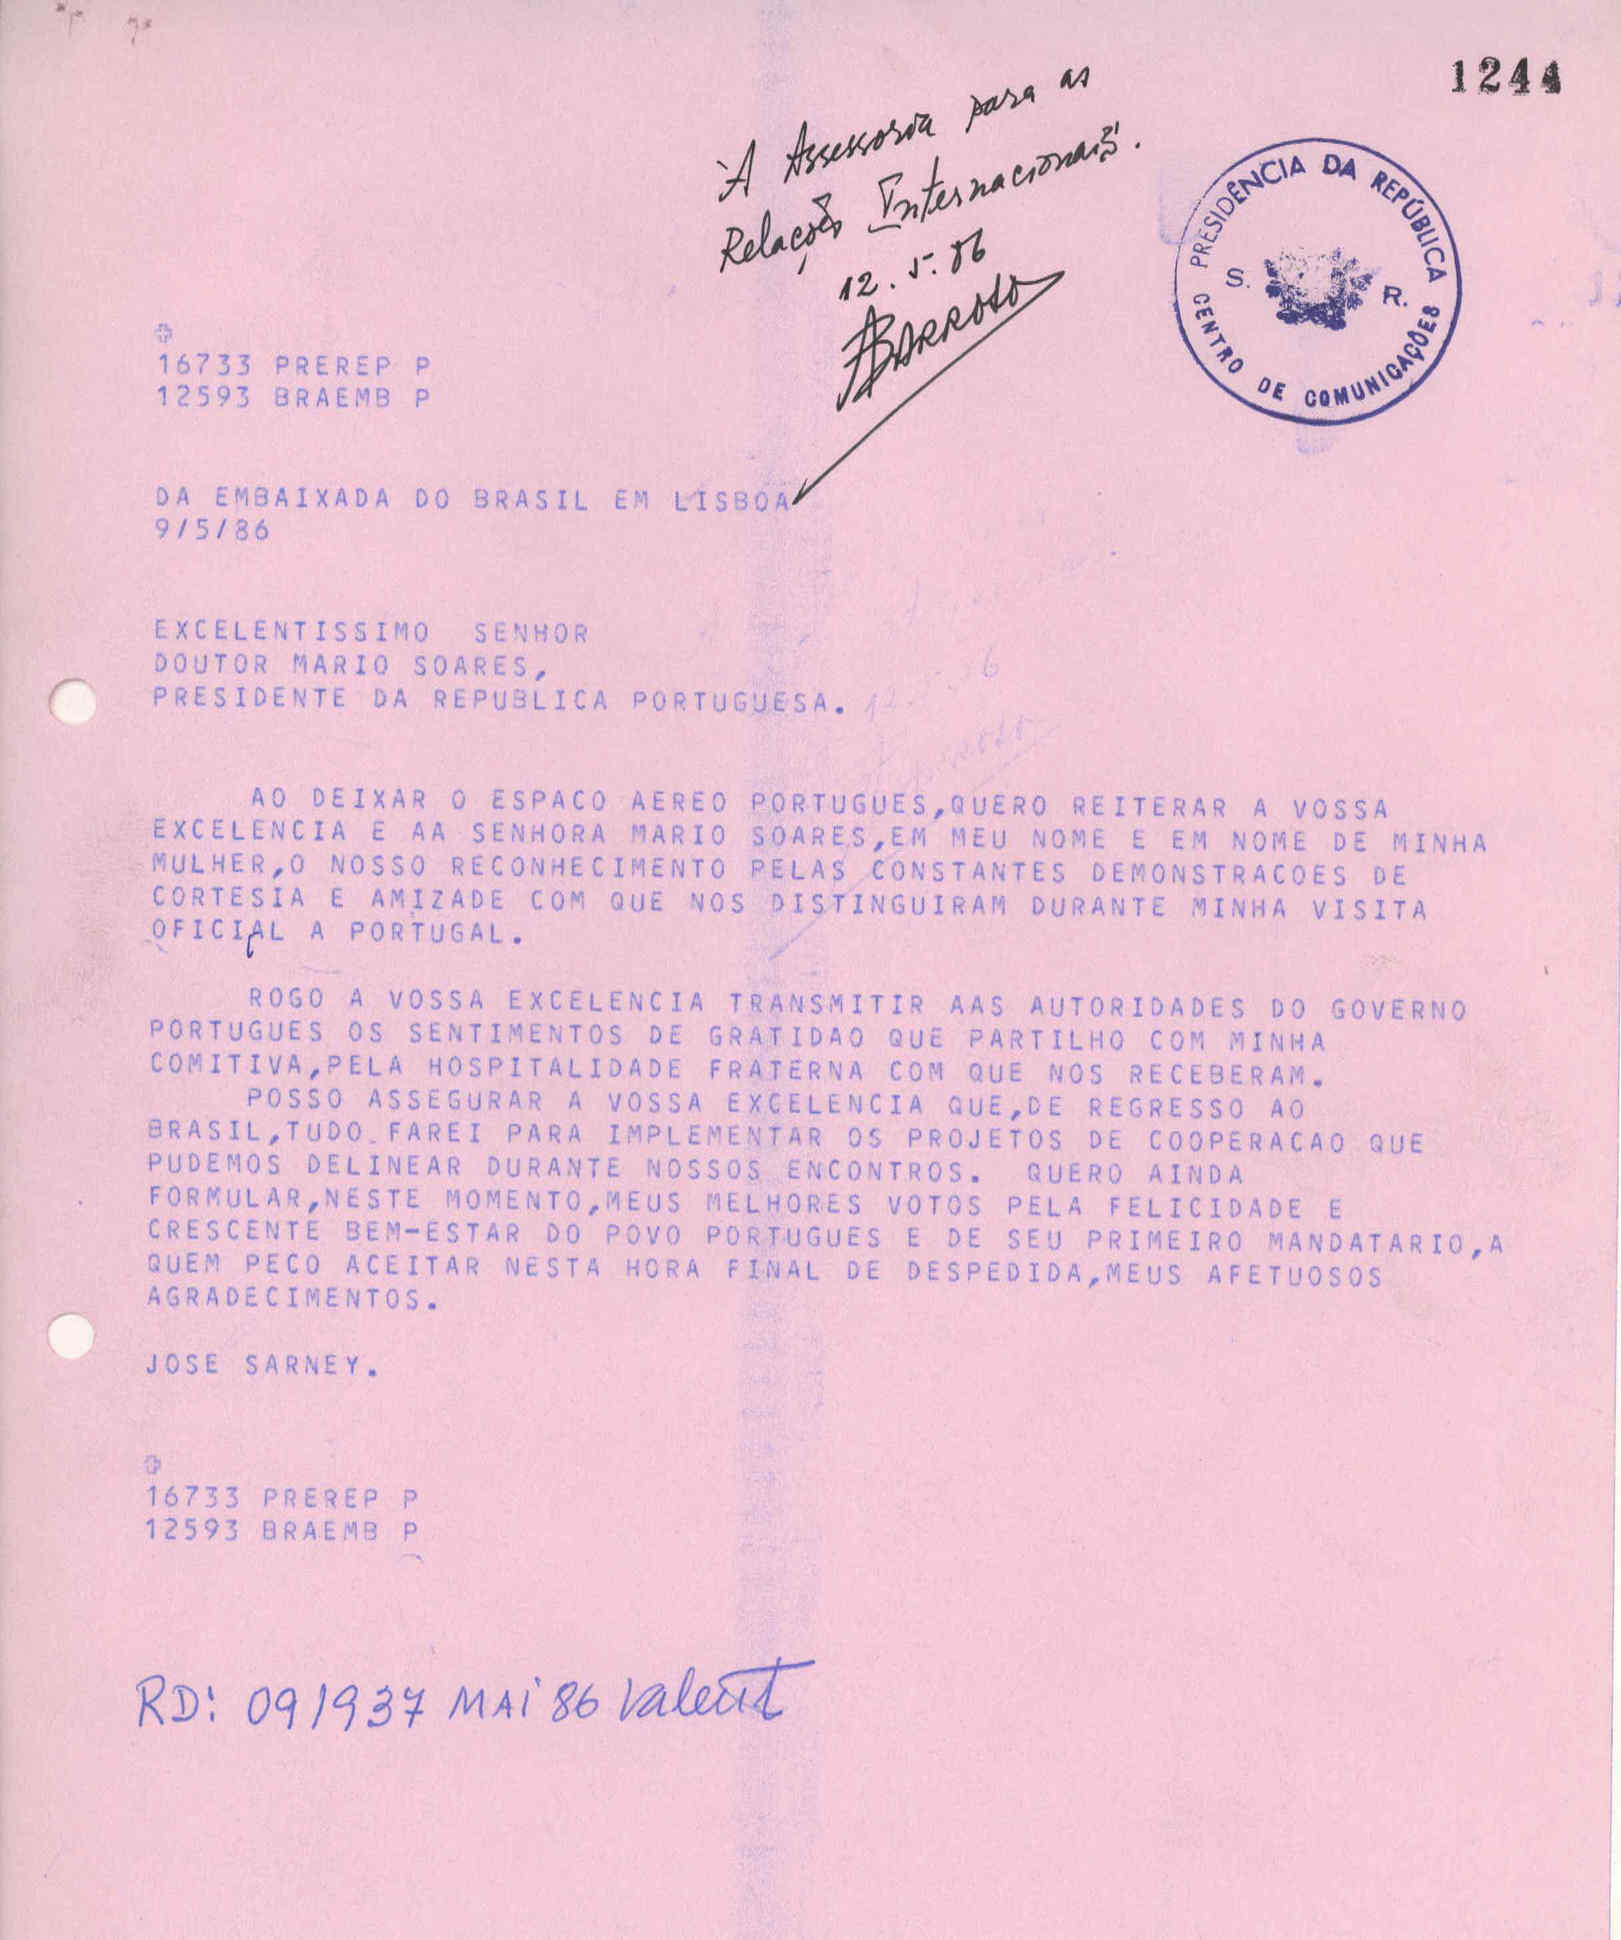 1244
À Assessoria para as
Relações Internacionais.
12.5.86
ABARROSO
PRESIDÊNCIA DA REPÚBLICA
S. R.
CENTRO DE COMUNICAÇÕES
16733 PREREP P
12593 BRAEMB P
DA EMBAIXADA DO BRASIL EM LISBOA
9/5/86
EXCELENTISSIMO SENHOR
DOUTOR MARIO SOARES,
PRESIDENTE DA REPUBLICA PORTUGUESA.
AO DEIXAR O ESPACO AEREO PORTUGUES,QUERO REITERAR A VOSSA
EXCELENCIA E AA SENHORA MARIO SOARES,EM MEU NOME E EM NOME DE MINHA
MULHER,O NOSSO RECONHECIMENTO PELAS CONSTANTES DEMONSTRACOES DE
CORTESIA E AMIZADE COM QUE NOS DISTINGUIRAM DURANTE MINHA VISITA
OFICIAL A PORTUGAL.
ROGO A VOSSA EXCELENCIA TRANSMITIR AAS AUTORIDADES DO GOVERNO
PORTUGUES OS SENTIMENTOS DE GRATIDAO QUE PARTILHO COM MINHA
COMITIVA,PELA HOSPITALIDADE FRATERNA COM QUE NOS RECEBERAM.
POSSO ASSEGURAR A VOSSA EXCELENCIA QUE,DE REGRESSO AO
BRASIL,TUDO FAREI PARA IMPLEMENTAR OS PROJETOS DE COOPERACAO QUE
PUDEMOS DELINEAR DURANTE NOSSOS ENCONTROS. QUERO AINDA
FORMULAR,NESTE MOMENTO,MEUS MELHORES VOTOS PELA FELICIDADE E
CRESCENTE BEM-ESTAR DO POVO PORTUGUES E DE SEU PRIMEIRO MANDATARIO,A
QUEM PECO ACEITAR NESTA HORA FINAL DE DESPEDIDA,MEUS AFETUOSOS
AGRADECIMENTOS.
JOSE SARNEY.
16733 PREREP P
12593 BRAEMB P
RD: 091937 MAI 86